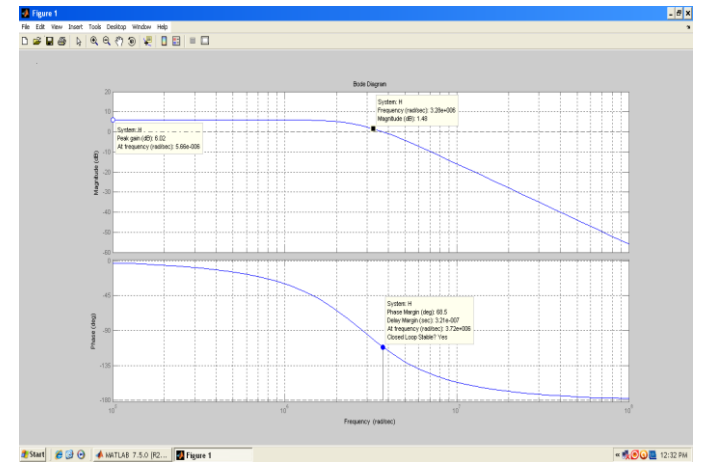 Figure 1
File Edit View Insert Tools Desktop Window Help
Bode Diagram
20
10
0
-10
-20
-30
-40
-50
-60
Magnitude (dB)
System: H
Frequency (rad/sec): 3.28e+006
Magnitude (dB): 1.48
System: H
Peak gain (dB): 6.02
At frequency (rad/sec): 5.66e-008
0
-45
-90
-135
-180
Phase (deg)
System: H
Phase Margin (deg): 68.5
Delay Margin (sec): 3.21e-007
At frequency (rad/sec): 3.72e+006
Closed Loop Stable? Yes
Frequency (rad/sec)
Start
MATLAB 7.5.0 (R2...
Figure 1
12:32 PM